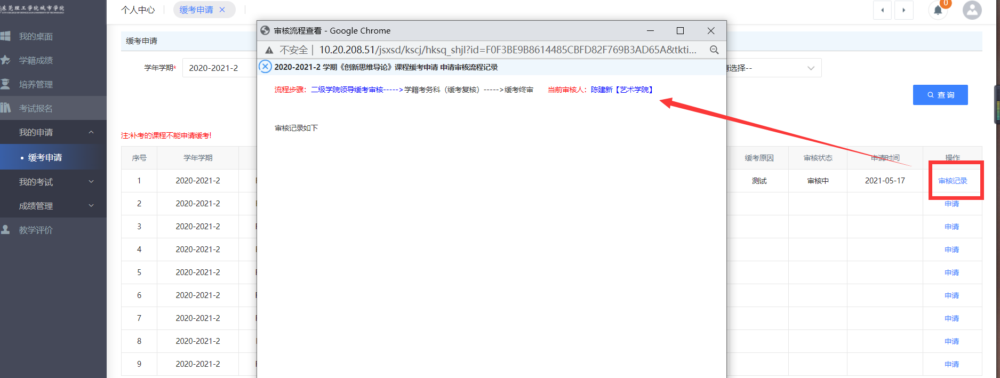 东莞理工学院城市学院
CITY COLLEGE OF DONGGUAN UNIVERSITY OF TECHNOLOGY
我的桌面
学籍成绩
培养管理
考试报名
我的申请
• 缓考申请
我的考试
成绩管理
教学评价
个人中心
缓考申请 ×
0
缓考申请
学年学期*
2020-2021-2
请选择--
查 询
注:补考的课程不能申请缓考!
序号 学年学期 缓考原因 审核状态 申请时间 操作
1 2020-2021-2 测试 审核中 2021-05-17 审核记录
2 2020-2021-2 申请
3 2020-2021-2 申请
4 2020-2021-2 申请
5 2020-2021-2 申请
6 2020-2021-2 申请
7 2020-2021-2 申请
8 2020-2021-2 申请
9 2020-2021-2 申请
审核流程查看 - Google Chrome
不安全 | 10.20.208.51/jsxsd/kscj/hksq_shjl?id=F0F3BE9B8614485CBFD82F769B3AD65A&tkti...
2020-2021-2 学期《创新思维导论》课程缓考申请 申请审核流程记录
流程步骤：二级学院领导缓考审核----->学籍考务科（缓考复核）----->缓考终审 当前审核人：陈建新【艺术学院】
审核记录如下